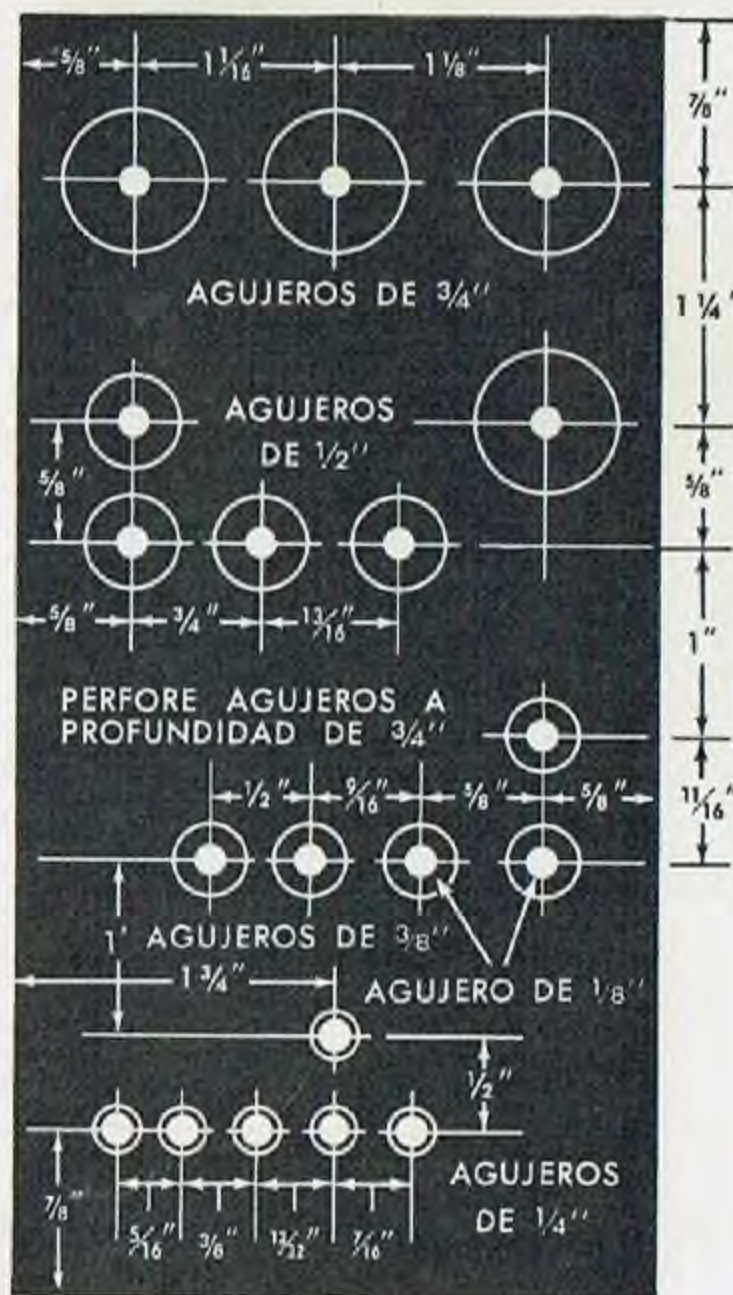 5/8" 1 1/16" 1 1/8"
7/8"
AGUJEROS DE 3/4"
1 1/4"
AGUJEROS
DE 1/2"
5/8"
5/8"
5/8" 3/4" 13/16"
1"
PERFORE AGUJEROS A
PROFUNDIDAD DE 3/4"
1/2" 9/16" 5/8" 5/8"
11/16"
1' AGUJEROS DE 3/8"
1 3/4"
AGUJERO DE 1/8"
1/2"
AGUJEROS
DE 1/4"
7/8"
5/16" 3/8" 13/32" 7/16"